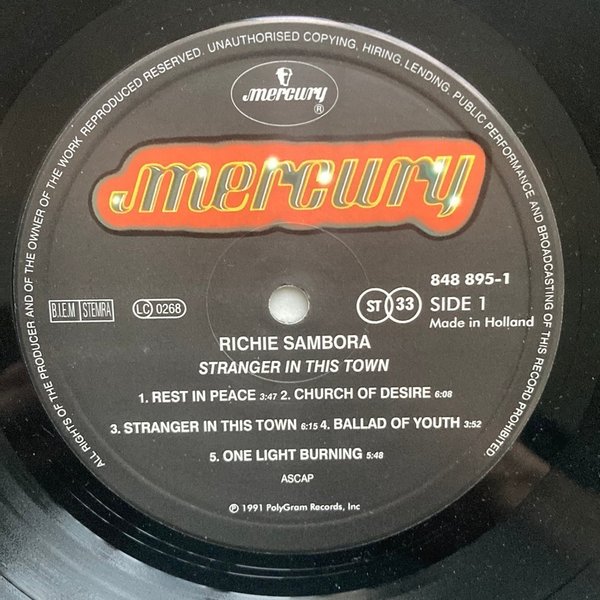 ALL RIGHTS OF THE PRODUCER AND OF THE OWNER OF THE WORK REPRODUCED RESERVED. UNAUTHORISED COPYING, HIRING, LENDING, PUBLIC PERFORMANCE AND BROADCASTING OF THIS RECORD PROHIBITED.
mercury
®
mercury
848 895-1
B.I.E.M STEMRA LC 0268 ST 33 SIDE 1
Made in Holland
RICHIE SAMBORA
STRANGER IN THIS TOWN
1. REST IN PEACE 3:47 2. CHURCH OF DESIRE 6:08
3. STRANGER IN THIS TOWN 6:15 4. BALLAD OF YOUTH 3:52
5. ONE LIGHT BURNING 5:48
ASCAP
℗ 1991 PolyGram Records, Inc